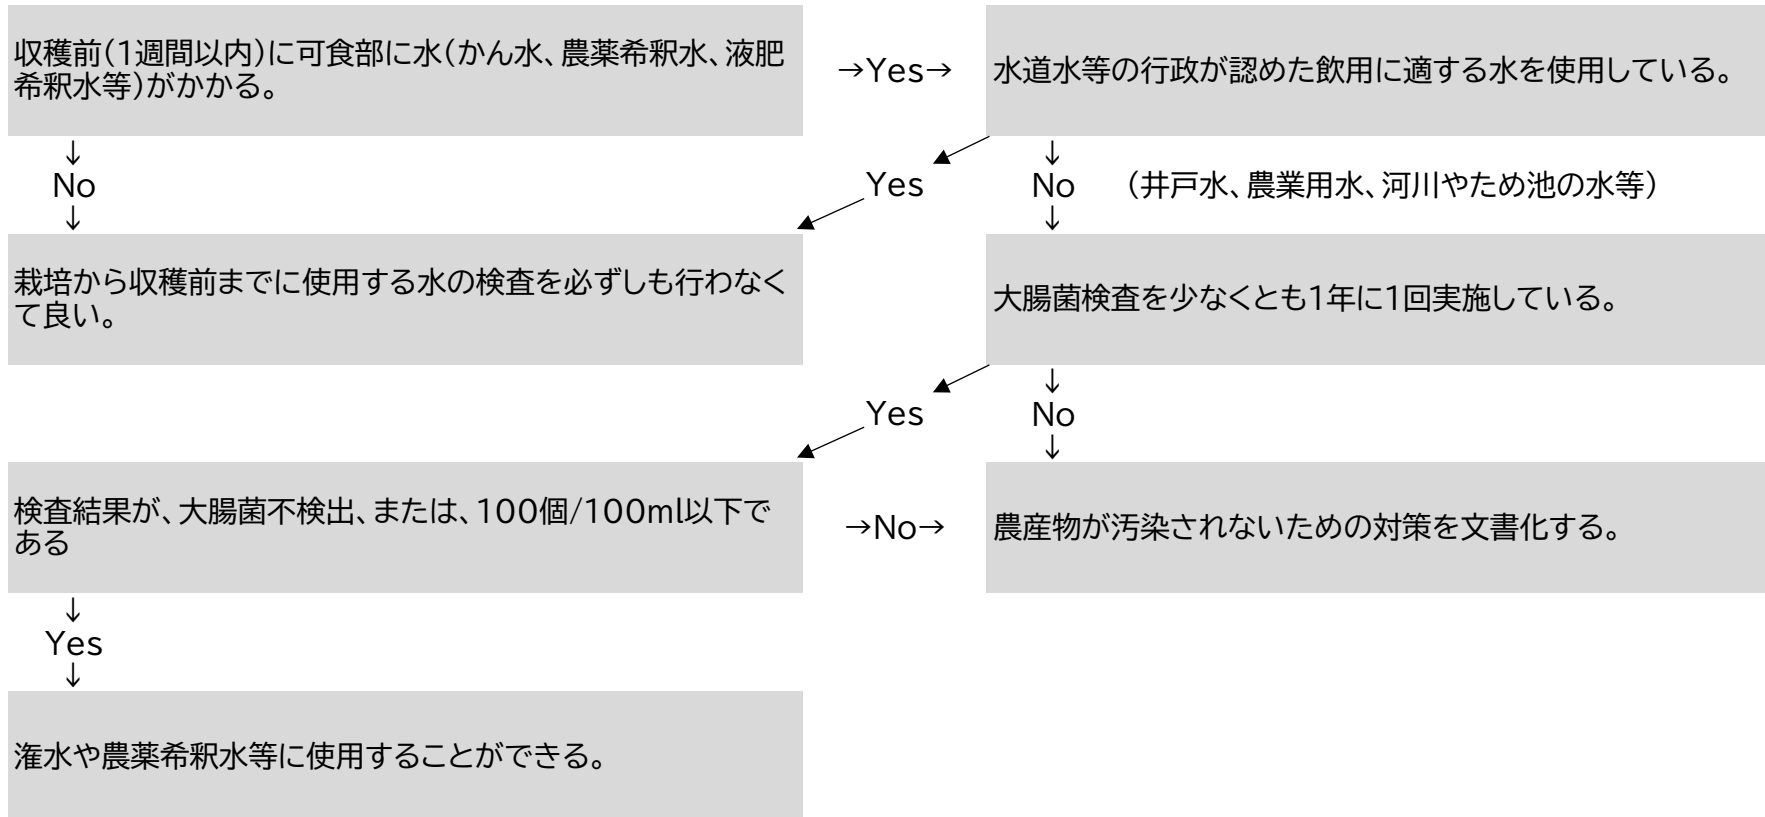 収穫前(1週間以内)に可食部に水(かん水、農薬希釈水、液肥
希釈水等)がかかる。
→Yes→
水道水等の行政が認めた飲用に適する水を使用している。
↓
No
↓
Yes
↓
No (井戸水、農業用水、河川やため池の水等)
↓
栽培から収穫前までに使用する水の検査を必ずしも行わなく
て良い。
大腸菌検査を少なくとも1年に1回実施している。
Yes
↓
No
↓
検査結果が、大腸菌不検出、または、100個/100ml以下で
ある
→No→
農産物が汚染されないための対策を文書化する。
↓
Yes
↓
潅水や農薬希釈水等に使用することができる。